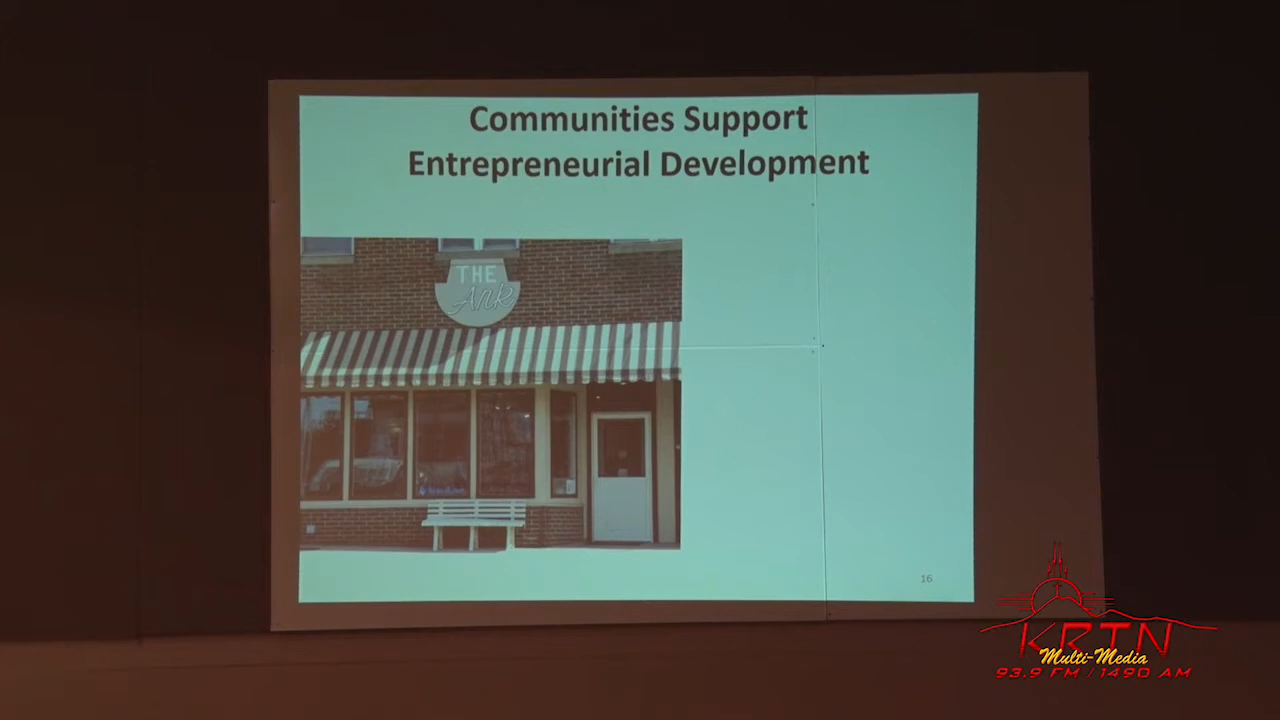 Communities Support
Entrepreneurial Development
THE
Ark
16
KRTN
Multi-Media
93.9 FM / 1490 AM